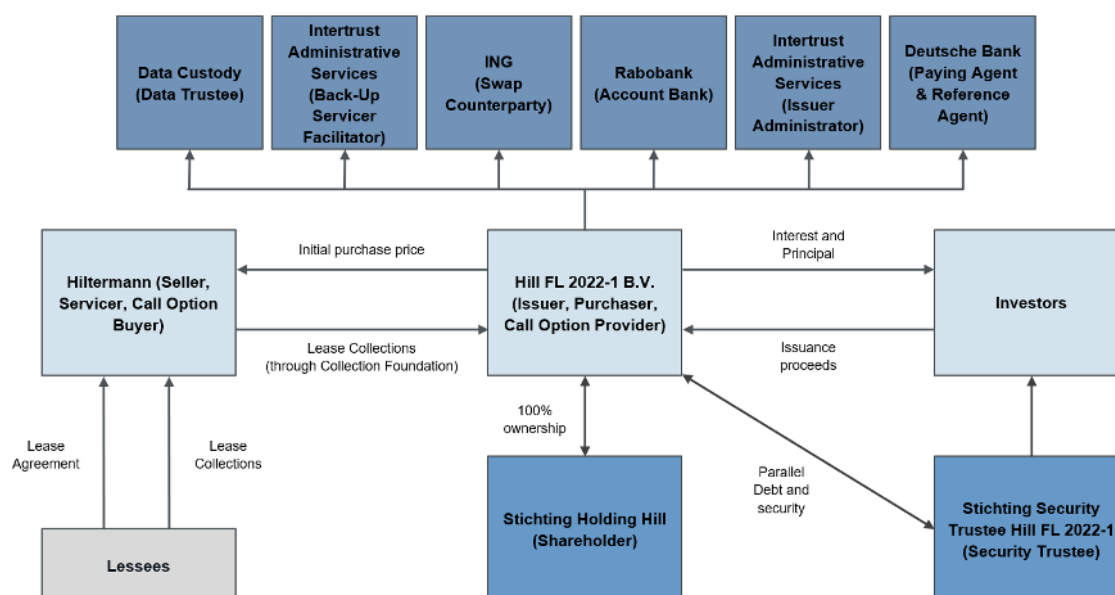 Data Custody
(Data Trustee)
Intertrust
Administrative
Services
(Back-Up
Servicer
Facilitator)
ING
(Swap
Counterparty)
Rabobank
(Account Bank)
Intertrust
Administrative
Services
(Issuer
Administrator)
Deutsche Bank
(Paying Agent
& Reference
Agent)
Hiltermann (Seller,
Servicer, Call Option
Buyer)
Initial purchase price
Lease Collections
(through Collection Foundation)
Hill FL 2022-1 B.V.
(Issuer, Purchaser,
Call Option Provider)
Interest and
Principal
Issuance
proceeds
Investors
Lease
Agreement
Lease
Collections
100%
ownership
Parallel
Debt and
security
Lessees
Stichting Holding Hill
(Shareholder)
Stichting Security
Trustee Hill FL 2022-1
(Security Trustee)